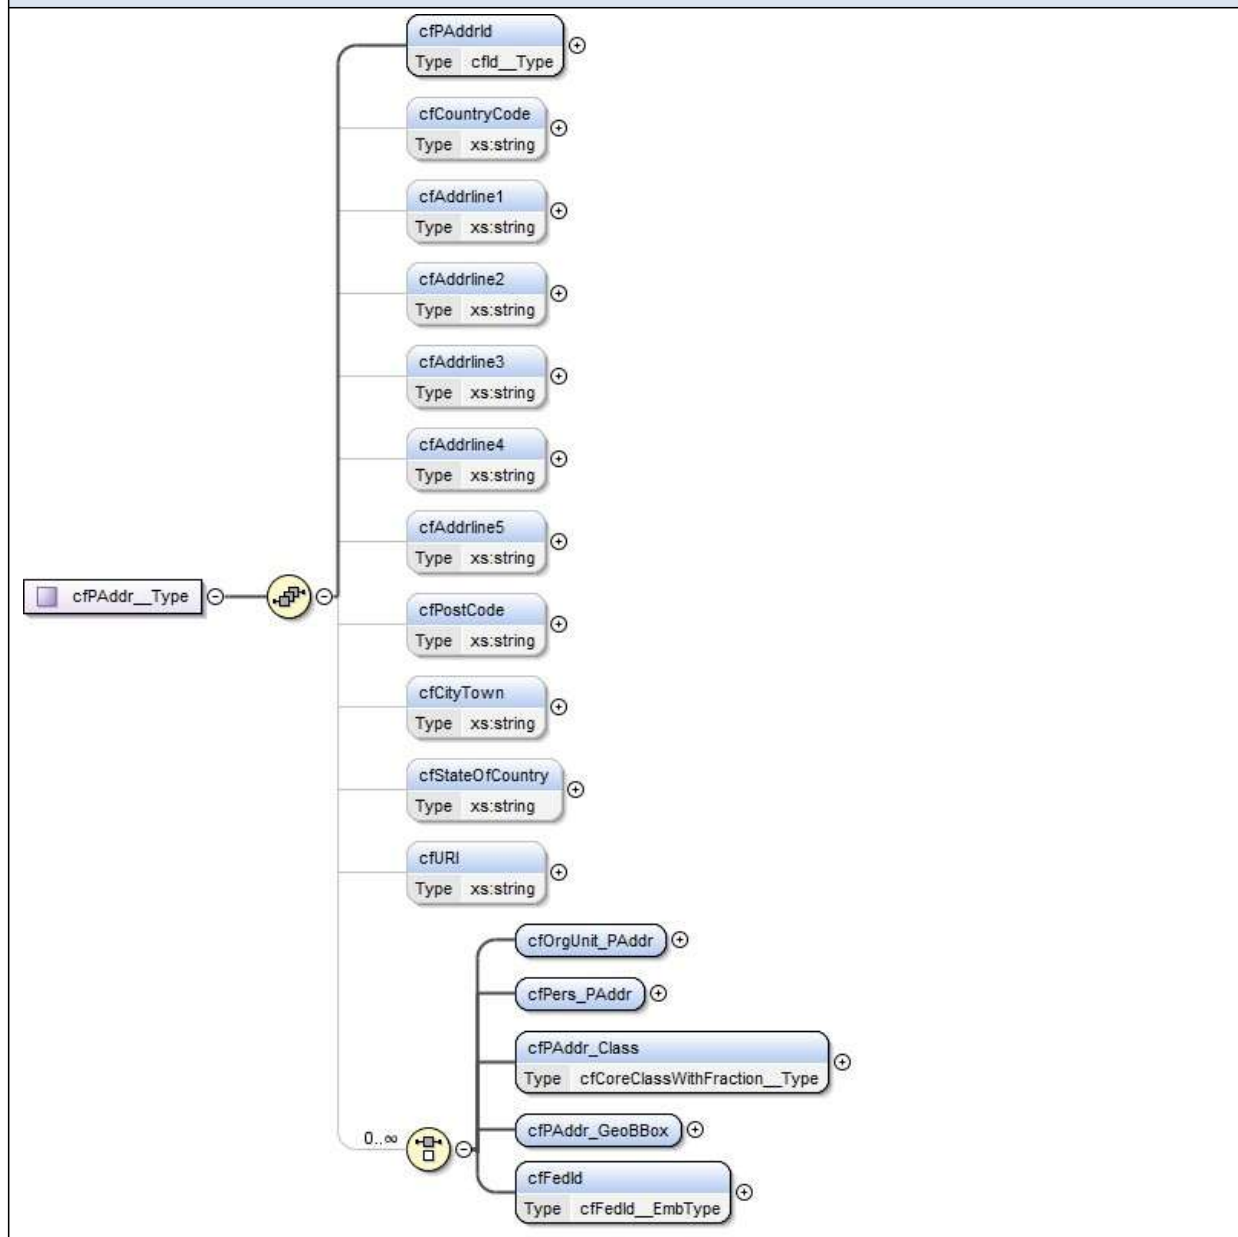 cfPAddrId
Type cfId__Type
cfCountryCode
Type xs:string
cfAddrline1
Type xs:string
cfAddrline2
Type xs:string
cfAddrline3
Type xs:string
cfAddrline4
Type xs:string
cfAddrline5
Type xs:string
cfPAddr__Type
cfPostCode
Type xs:string
cfCityTown
Type xs:string
cfStateOfCountry
Type xs:string
cfURI
Type xs:string
cfOrgUnit_PAddr
cfPers_PAddr
cfPAddr_Class
Type cfCoreClassWithFraction__Type
cfPAddr_GeoBBox
0..∞
cfFedId
Type cfFedId__EmbType